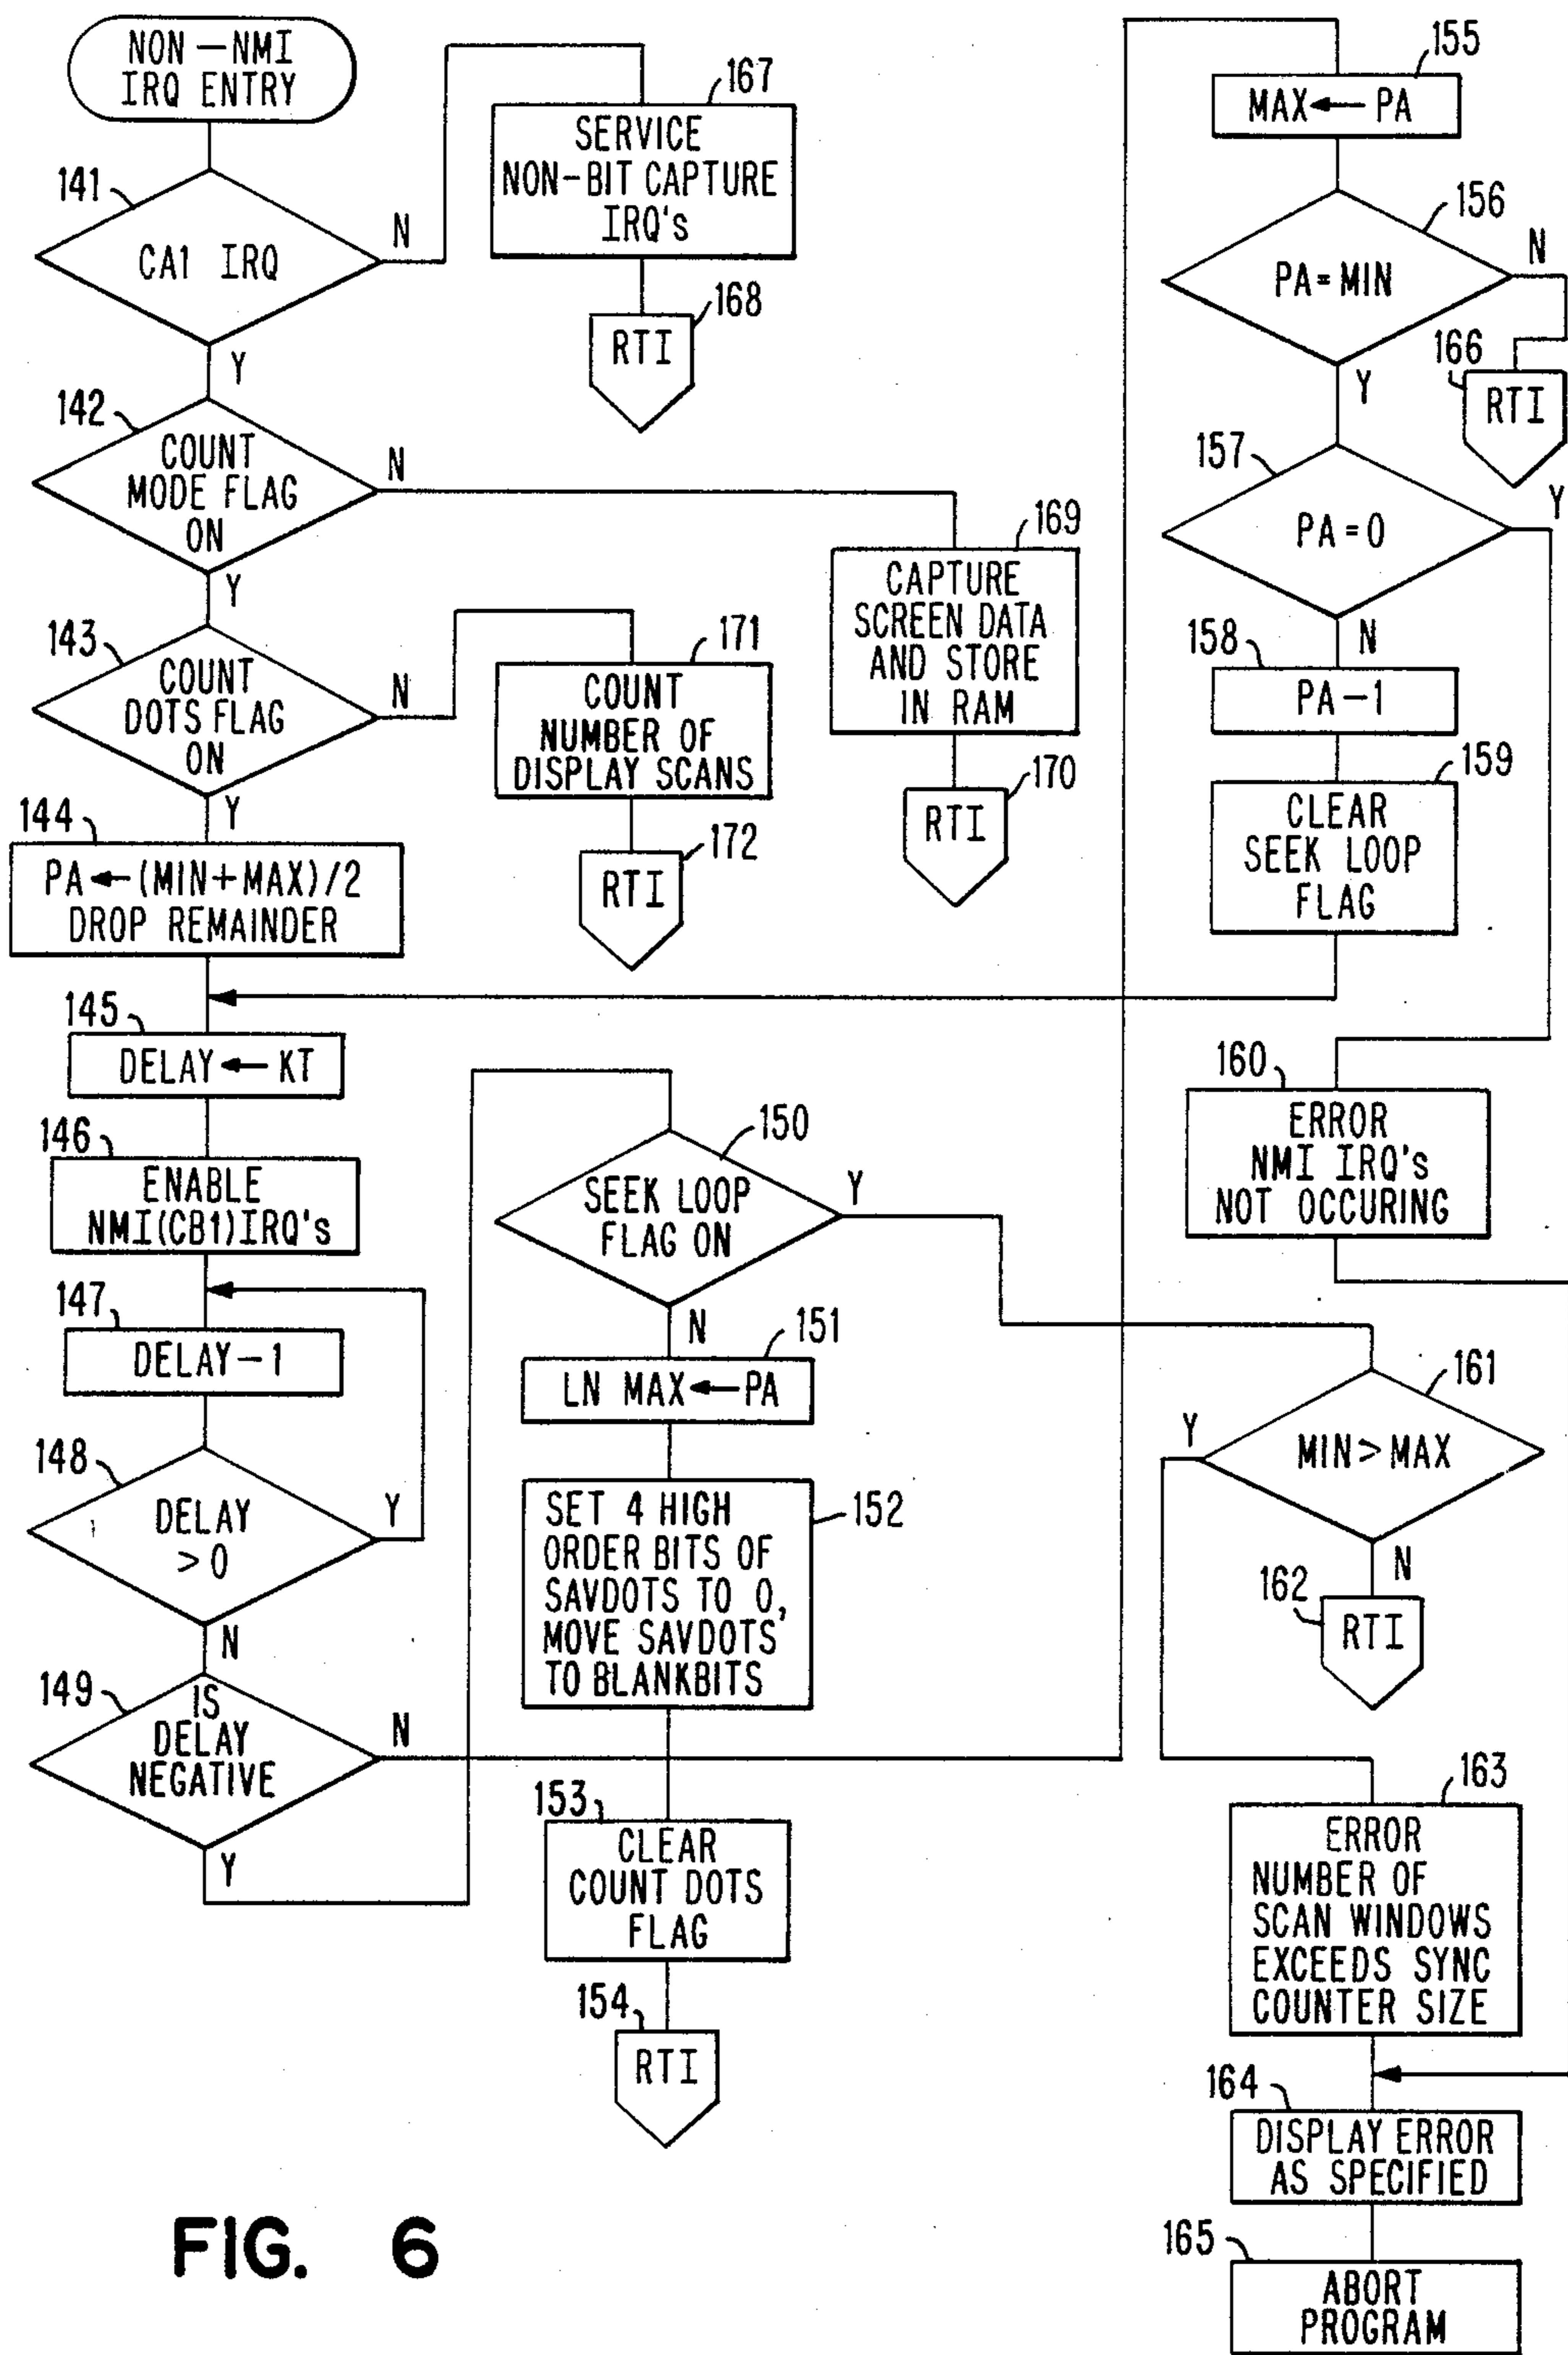 NON-NMI
IRQ ENTRY
141
CA1 IRQ
N
Y
167
SERVICE
NON-BIT CAPTURE
IRQ's
168
RTI
142
COUNT
MODE FLAG
ON
N
Y
169
CAPTURE
SCREEN DATA
AND STORE
IN RAM
170
RTI
143
COUNT
DOTS FLAG
ON
N
Y
171
COUNT
NUMBER OF
DISPLAY SCANS
172
RTI
144
PA←(MIN+MAX)/2
DROP REMAINDER
145
DELAY←KT
146
ENABLE
NMI(CB1)IRQ's
147
DELAY-1
148
DELAY
>0
Y
N
149
IS
DELAY
NEGATIVE
N
Y
150
SEEK LOOP
FLAG ON
Y
N
151
LN MAX←PA
152
SET 4 HIGH
ORDER BITS OF
SAVDOTS TO 0,
MOVE SAVDOTS
TO BLANKBITS
153
CLEAR
COUNT DOTS
FLAG
154
RTI
155
MAX←PA
156
PA=MIN
N
Y
166
RTI
157
PA=0
Y
N
158
PA-1
159
CLEAR
SEEK LOOP
FLAG
160
ERROR
NMI IRQ's
NOT OCCURING
161
MIN>MAX
Y
N
162
RTI
163
ERROR
NUMBER OF
SCAN WINDOWS
EXCEEDS SYNC
COUNTER SIZE
164
DISPLAY ERROR
AS SPECIFIED
165
ABORT
PROGRAM
FIG. 6